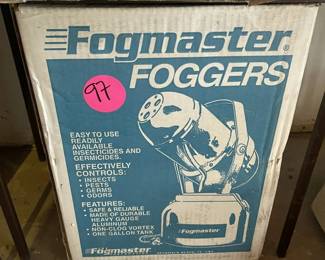 Fogmaster®
FOGGERS
97
EASY TO USE
READILY
AVAILABLE
INSECTICIDES AND
GERMICIDES.
EFFECTIVELY
CONTROLS:
• INSECTS
• PESTS
• GERMS
• ODORS
FEATURES:
• SAFE & RELIABLE
• MADE OF DURABLE
HEAVY GAUGE
ALUMINUM
• NON-CLOG VORTEX
• ONE GALLON TANK
Fogmaster